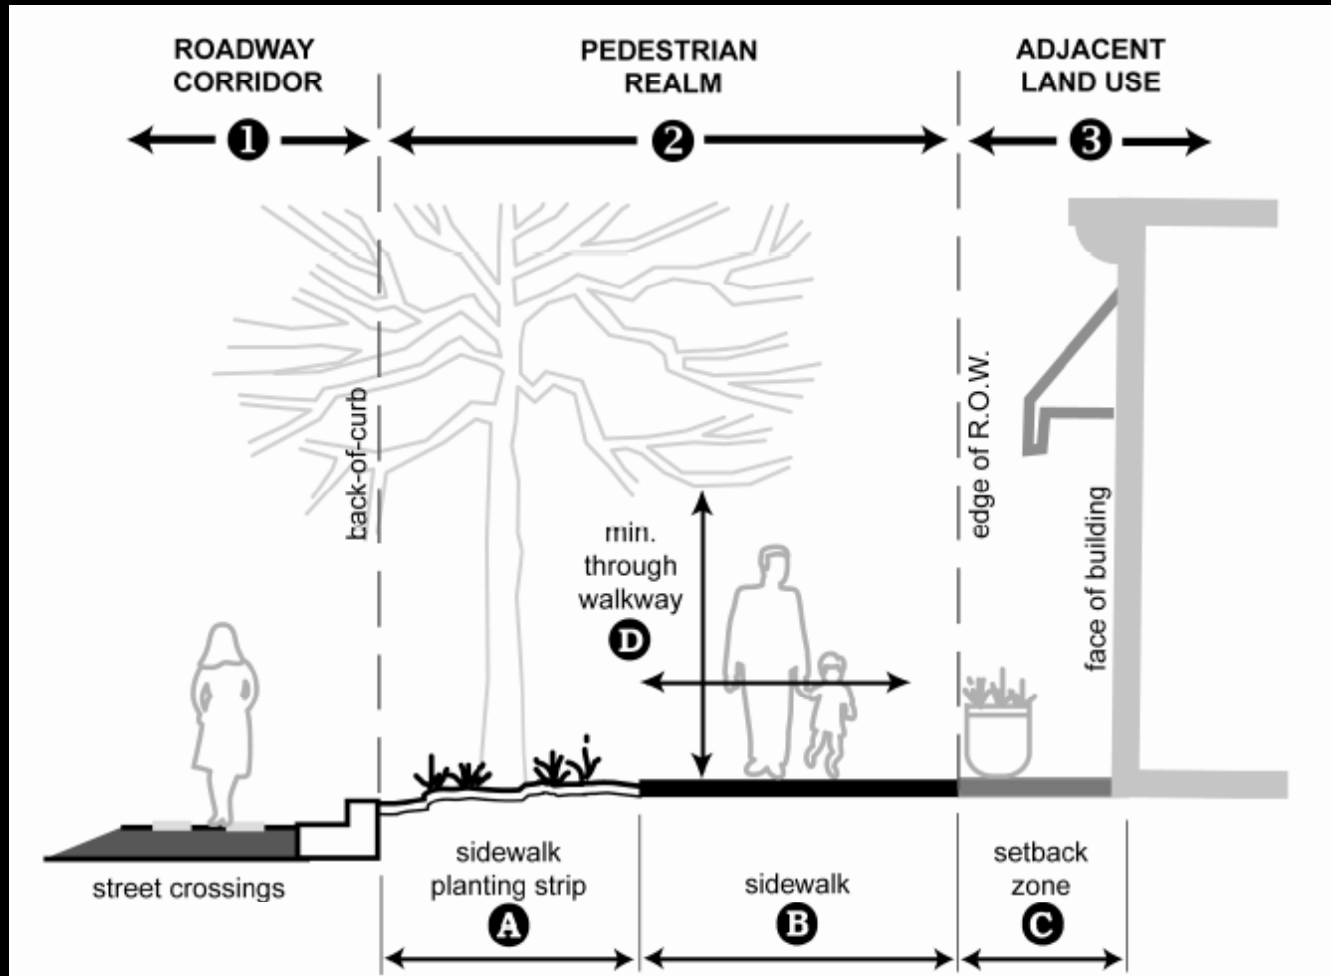 ROADWAY
CORRIDOR
PEDESTRIAN
REALM
ADJACENT
LAND USE
1
2
3
back-of-curb
edge of R.O.W.
face of building
min.
through
walkway
D
street crossings
sidewalk
planting strip
A
sidewalk
B
setback
zone
C